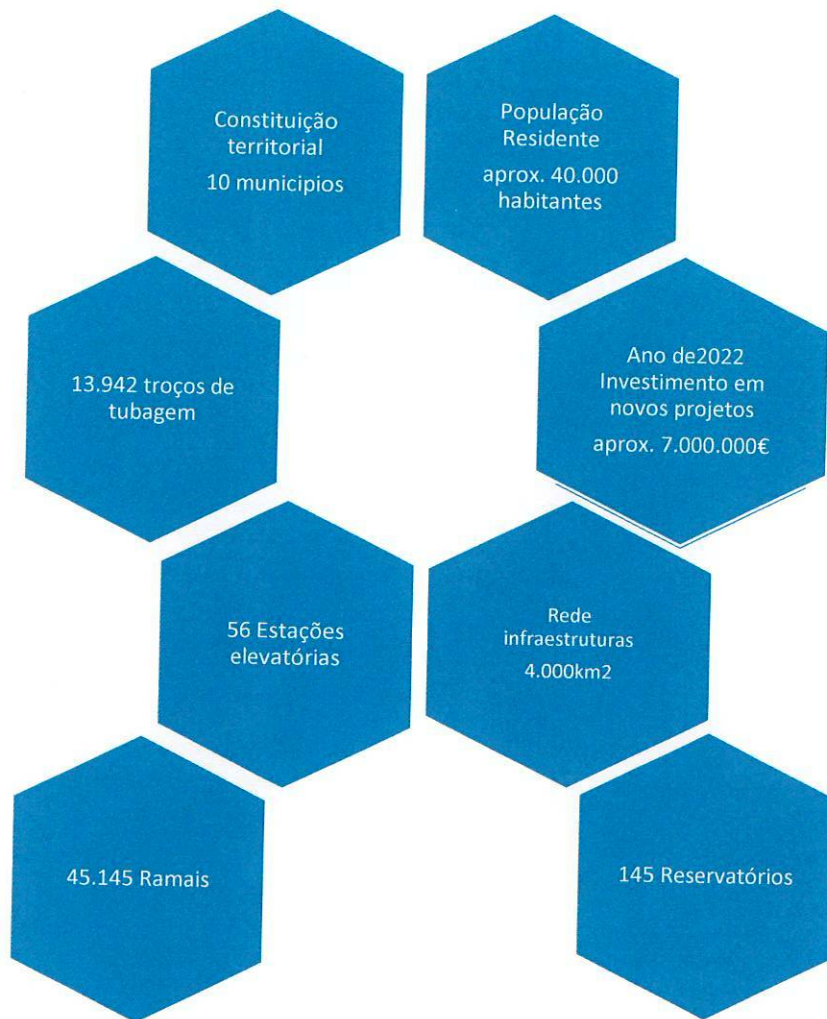 Constituição
territorial
10 municipios
População
Residente
aprox. 40.000
habitantes
13.942 troços de
tubagem
Ano de2022
Investimento em
novos projetos
aprox. 7.000.000€
56 Estações
elevatórias
Rede
infraestruturas
4.000km2
45.145 Ramais
145 Reservatórios